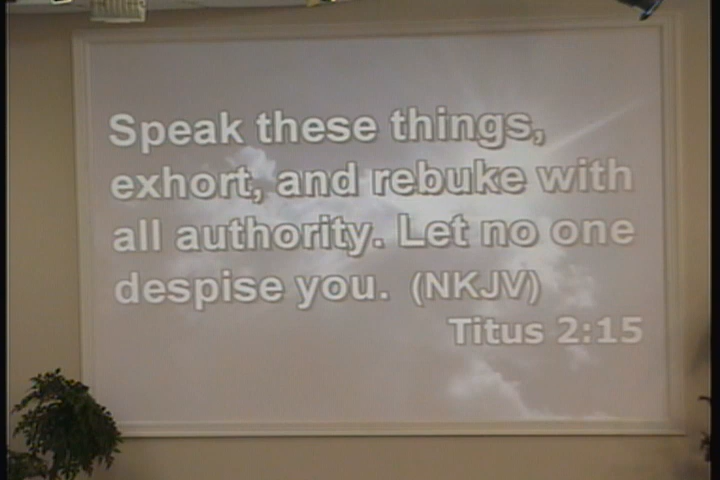 Speak these things,
exhort, and rebuke with
all authority. Let no one
despise you. (NKJV)
Titus 2:15